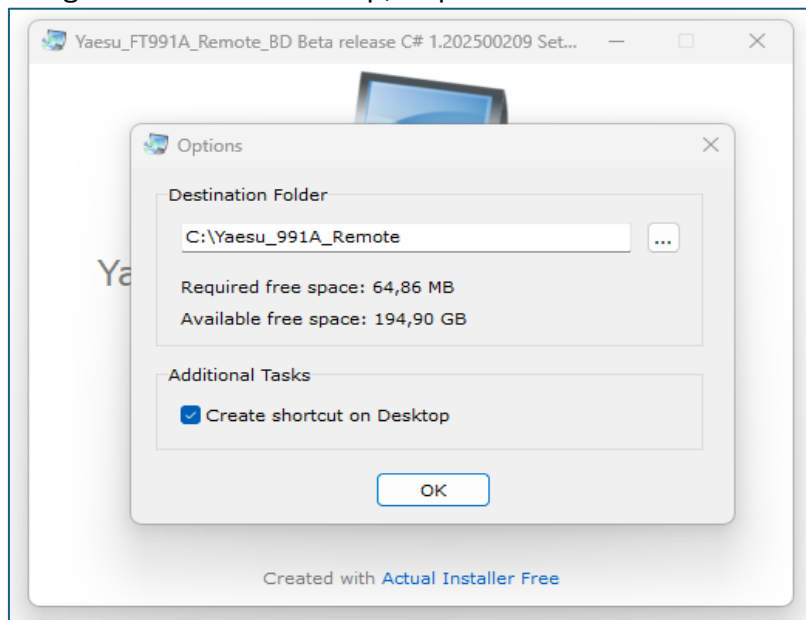 Yaesu_FT991A_Remote_BD Beta release C# 1.202500209 Set...
Options
Destination Folder
C:\Yaesu_991A_Remote
...
Ya
Required free space: 64,86 MB
Available free space: 194,90 GB
Additional Tasks
Create shortcut on Desktop
OK
Created with Actual Installer Free